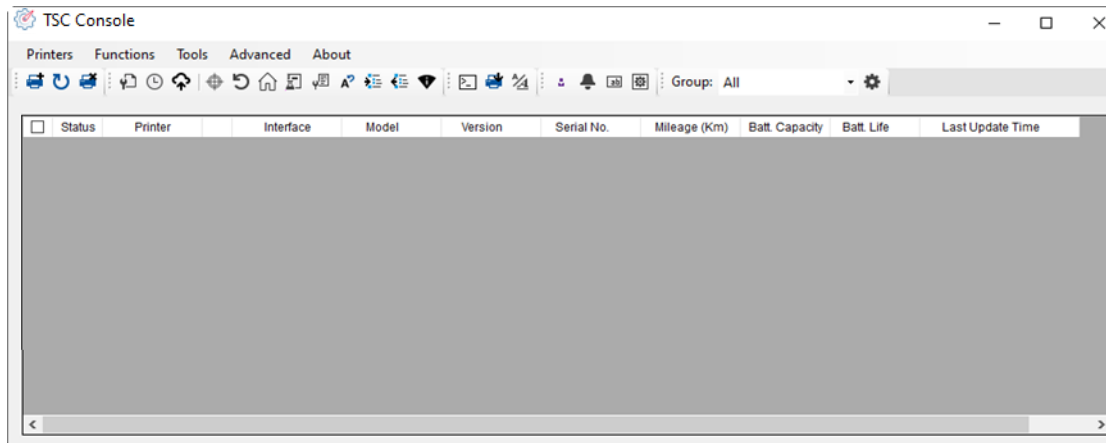 TSC Console
Printers Functions Tools Advanced About
Group: All
Status Printer Interface Model Version Serial No. Mileage (Km) Batt. Capacity Batt. Life Last Update Time